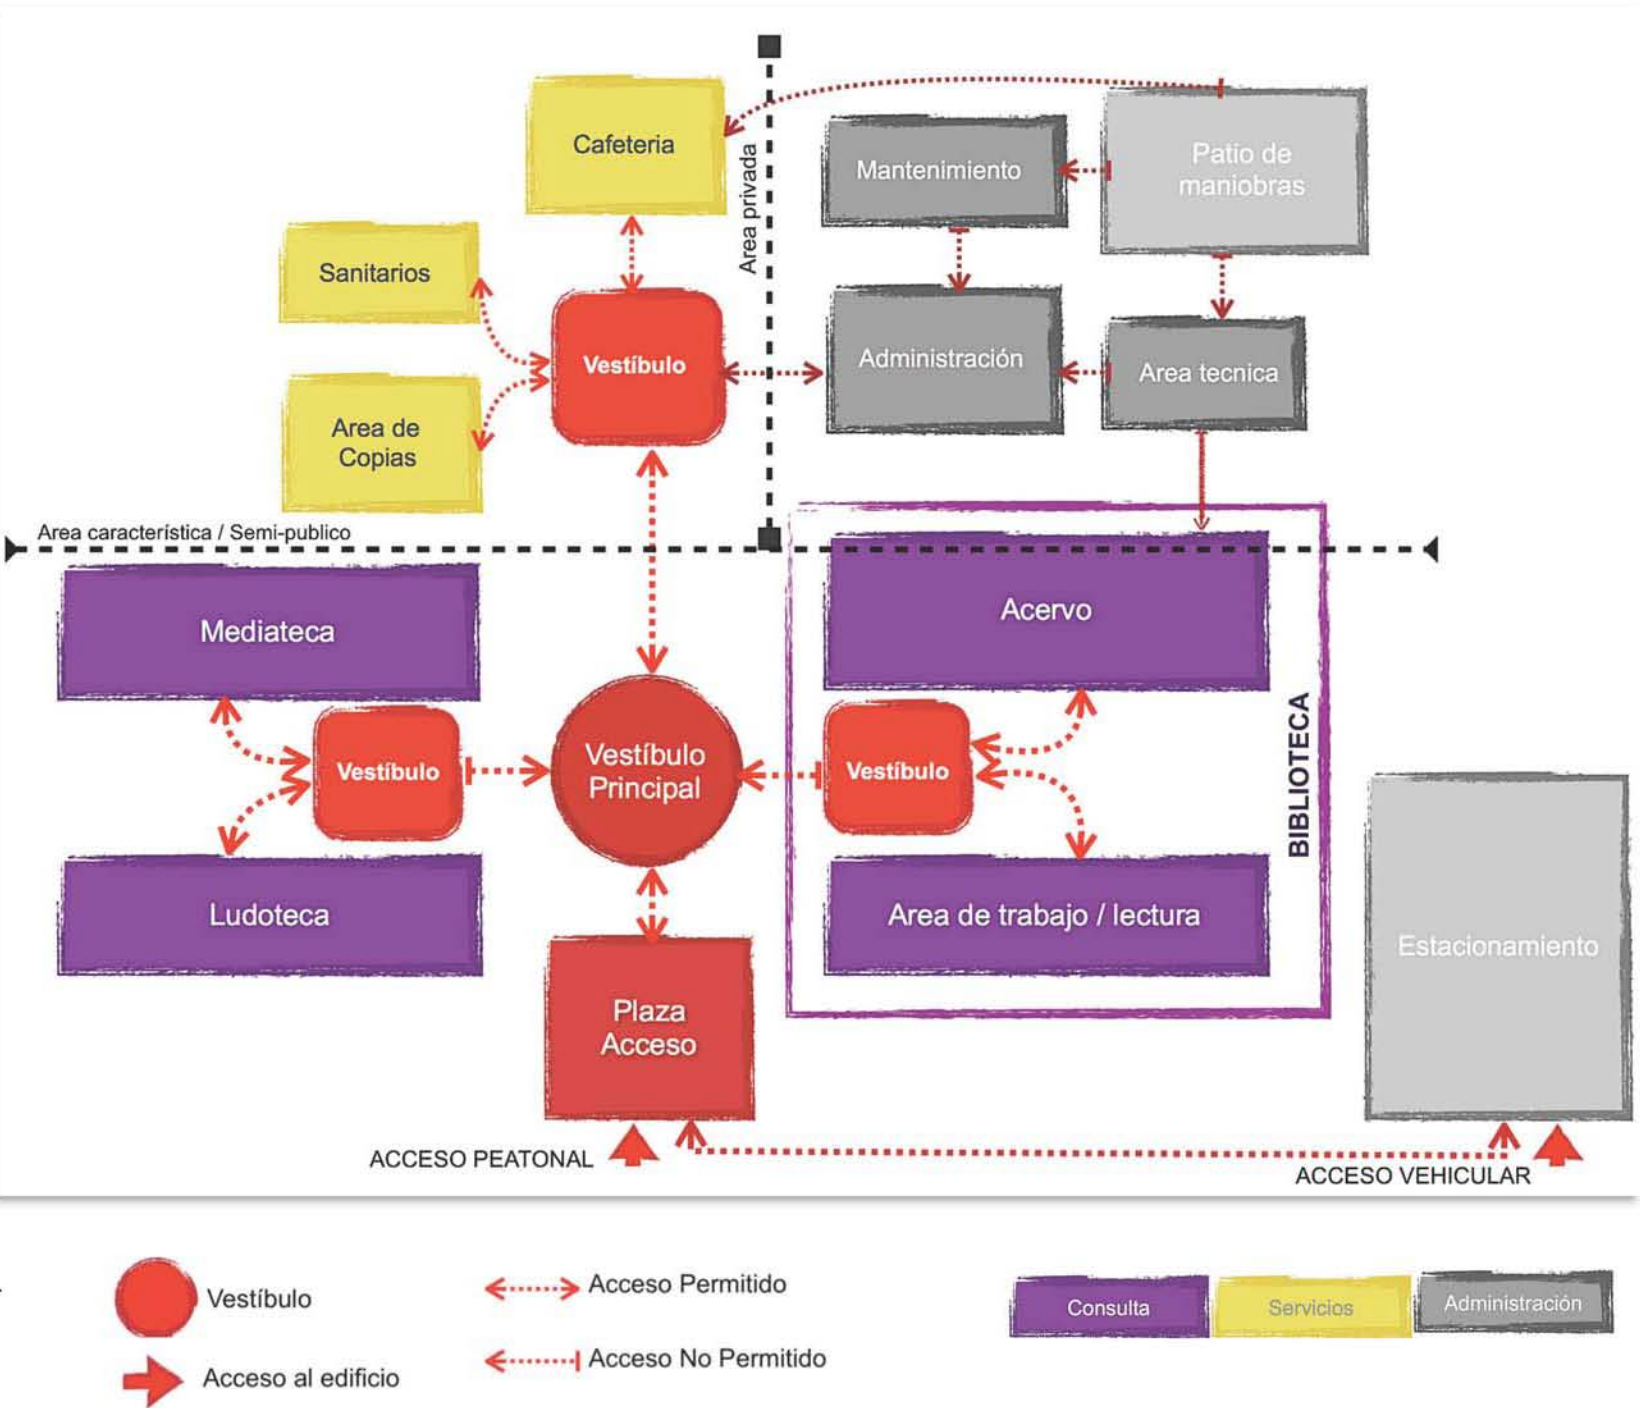 Cafeteria
Area privada
Mantenimiento
Patio de
maniobras
Sanitarios
Vestíbulo
Administración
Area tecnica
Area de
Copias
Area característica / Semi-publico
Mediateca
Acervo
Vestíbulo
Vestíbulo
Principal
Vestíbulo
BIBLIOTECA
Ludoteca
Area de trabajo / lectura
Estacionamiento
Plaza
Acceso
ACCESO PEATONAL
ACCESO VEHICULAR
Vestíbulo
Acceso Permitido
Consulta
Servicios
Administración
Acceso al edificio
Acceso No Permitido